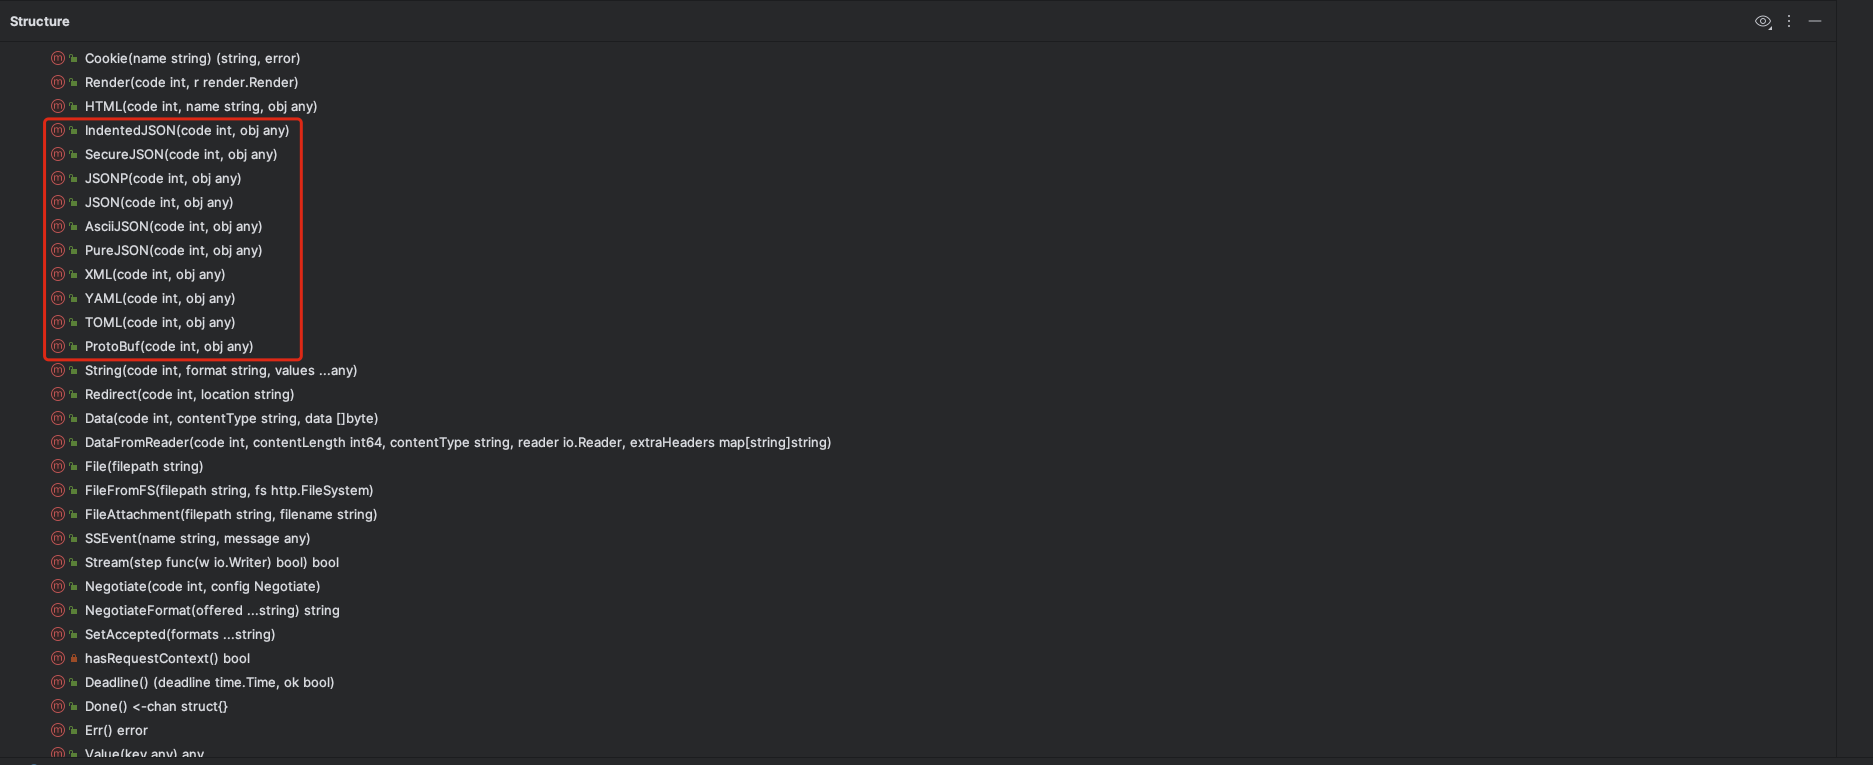 Structure
Cookie(name string) (string, error)
Render(code int, r render.Render)
HTML(code int, name string, obj any)
IndentedJSON(code int, obj any)
SecureJSON(code int, obj any)
JSONP(code int, obj any)
JSON(code int, obj any)
AsciiJSON(code int, obj any)
PureJSON(code int, obj any)
XML(code int, obj any)
YAML(code int, obj any)
TOML(code int, obj any)
ProtoBuf(code int, obj any)
String(code int, format string, values ...any)
Redirect(code int, location string)
Data(code int, contentType string, data []byte)
DataFromReader(code int, contentLength int64, contentType string, reader io.Reader, extraHeaders map[string]string)
File(filepath string)
FileFromFS(filepath string, fs http.FileSystem)
FileAttachment(filepath string, filename string)
SSEvent(name string, message any)
Stream(step func(w io.Writer) bool) bool
Negotiate(code int, config Negotiate)
NegotiateFormat(offered ...string) string
SetAccepted(formats ...string)
hasRequestContext() bool
Deadline() (deadline time.Time, ok bool)
Done() <-chan struct{}
Err() error
Value(key any) any